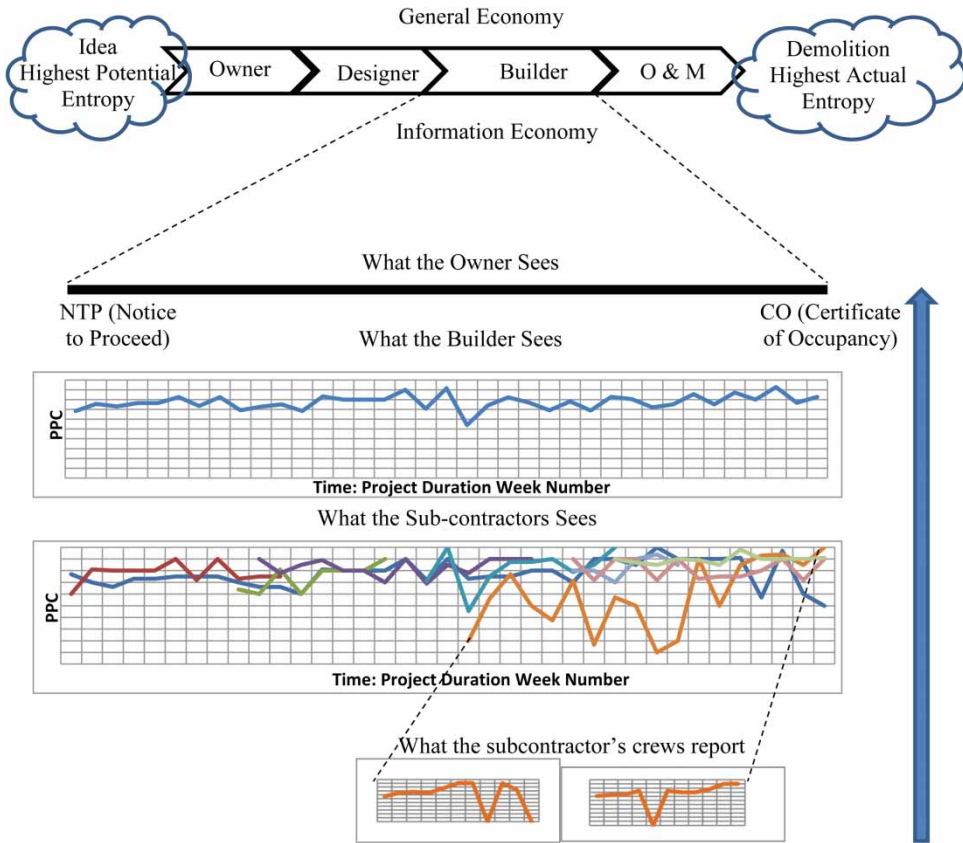 General Economy
Idea
Highest Potential
Entropy
Owner
Designer
Builder
O & M
Demolition
Highest Actual
Entropy
Information Economy
What the Owner Sees
NTP (Notice
to Proceed)
CO (Certificate
of Occupancy)
What the Builder Sees
PPC
Time: Project Duration Week Number
What the Sub-contractors Sees
PPC
Time: Project Duration Week Number
What the subcontractor's crews report